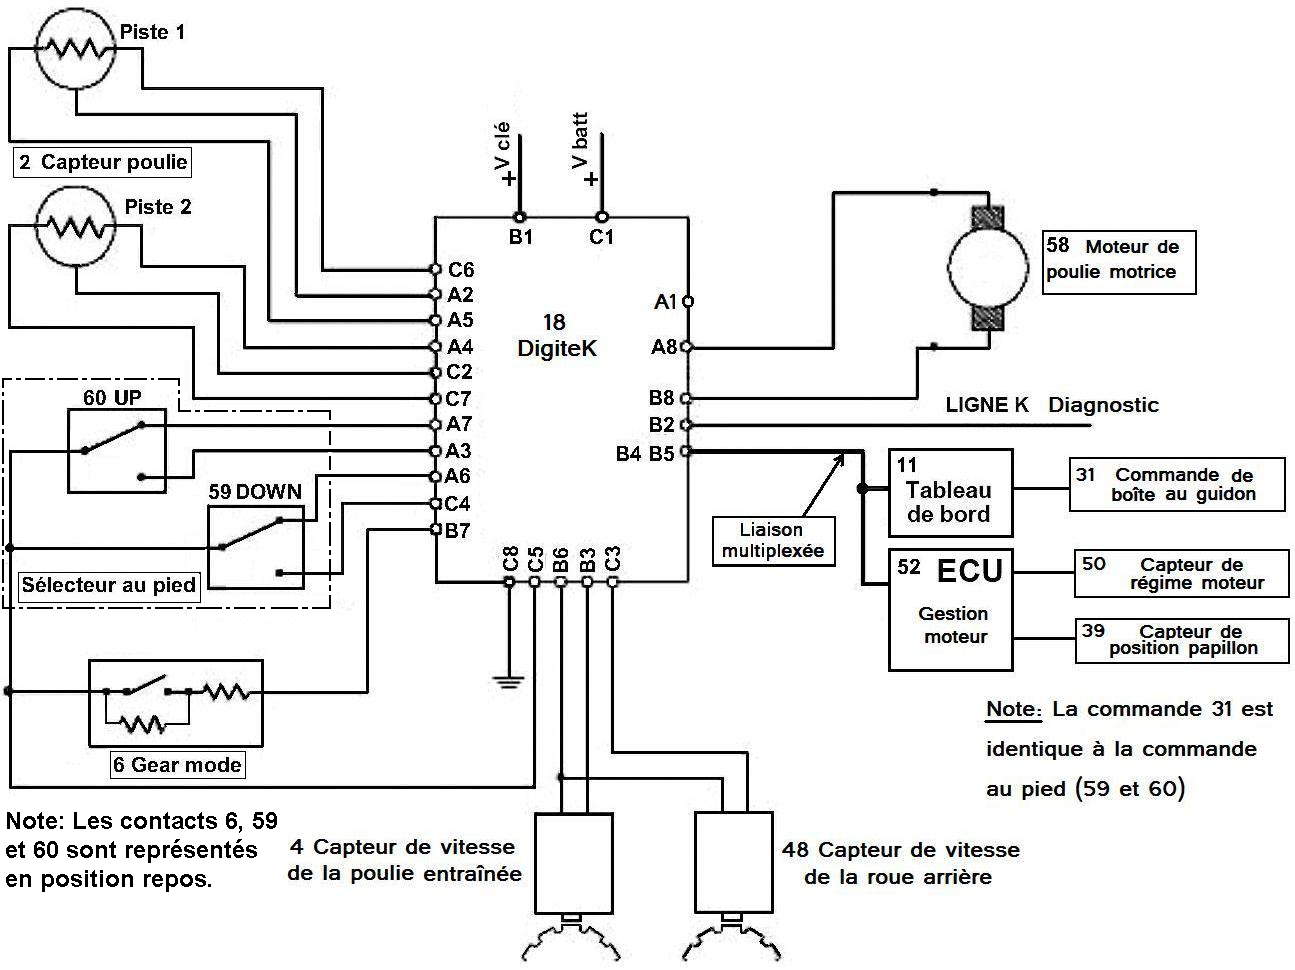 Piste 1
2 Capteur poulie
Piste 2
+ V clé
+ V batt
B1
C1
C6
A2
A5
A4
C2
C7
A7
A3
A6
C4
B7
18
DigiteK
A1
A8
B8
B2
B4 B5
C8
C5
B6
B3
C3
58 Moteur de
poulie motrice
LIGNE K Diagnostic
60 UP
59 DOWN
Sélecteur au pied
Liaison
multiplexée
11
Tableau
de bord
31 Commande de
boîte au guidon
52 ECU
Gestion
moteur
50 Capteur de
régime moteur
39 Capteur de
position papillon
6 Gear mode
Note: La commande 31 est
identique à la commande
au pied (59 et 60)
Note: Les contacts 6, 59
et 60 sont représentés
en position repos.
4 Capteur de vitesse
de la poulie entraînée
48 Capteur de vitesse
de la roue arrière